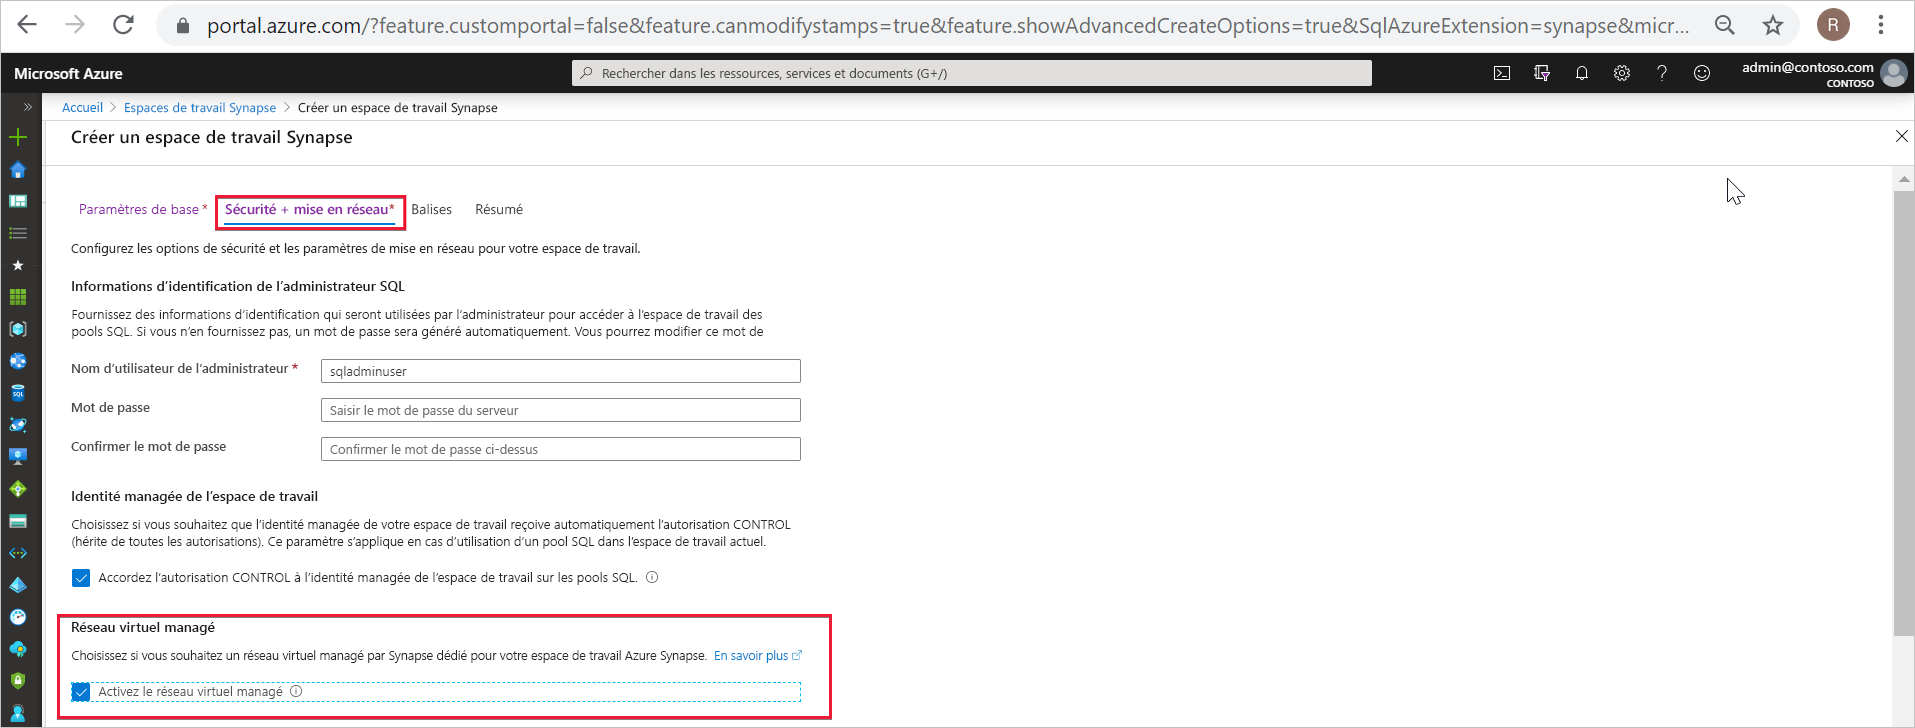 portal.azure.com/?feature.customportal=false&feature.canmodifystamps=true&feature.showAdvancedCreateOptions=true&SqlAzureExtension=synapse&micr...
R
Microsoft Azure
Rechercher dans les ressources, services et documents (G+/)
admin@contoso.com
CONTOSO
Accueil > Espaces de travail Synapse > Créer un espace de travail Synapse
Créer un espace de travail Synapse
Paramètres de base * Sécurité + mise en réseau* Balises Résumé
Configurez les options de sécurité et les paramètres de mise en réseau pour votre espace de travail.
Informations d'identification de l'administrateur SQL
Fournissez des informations d'identification qui seront utilisées par l'administrateur pour accéder à l'espace de travail des
pools SQL. Si vous n'en fournissez pas, un mot de passe sera généré automatiquement. Vous pourrez modifier ce mot de
Nom d'utilisateur de l'administrateur * sqladminuser
Mot de passe Saisir le mot de passe du serveur
Confirmer le mot de passe Confirmer le mot de passe ci-dessus
Identité managée de l'espace de travail
Choisissez si vous souhaitez que l'identité managée de votre espace de travail reçoive automatiquement l'autorisation CONTROL
(hérite de toutes les autorisations). Ce paramètre s'applique en cas d'utilisation d'un pool SQL dans l'espace de travail actuel.
Accordez l'autorisation CONTROL à l'identité managée de l'espace de travail sur les pools SQL.
Réseau virtuel managé
Choisissez si vous souhaitez un réseau virtuel managé par Synapse dédié pour votre espace de travail Azure Synapse. En savoir plus
Activez le réseau virtuel managé